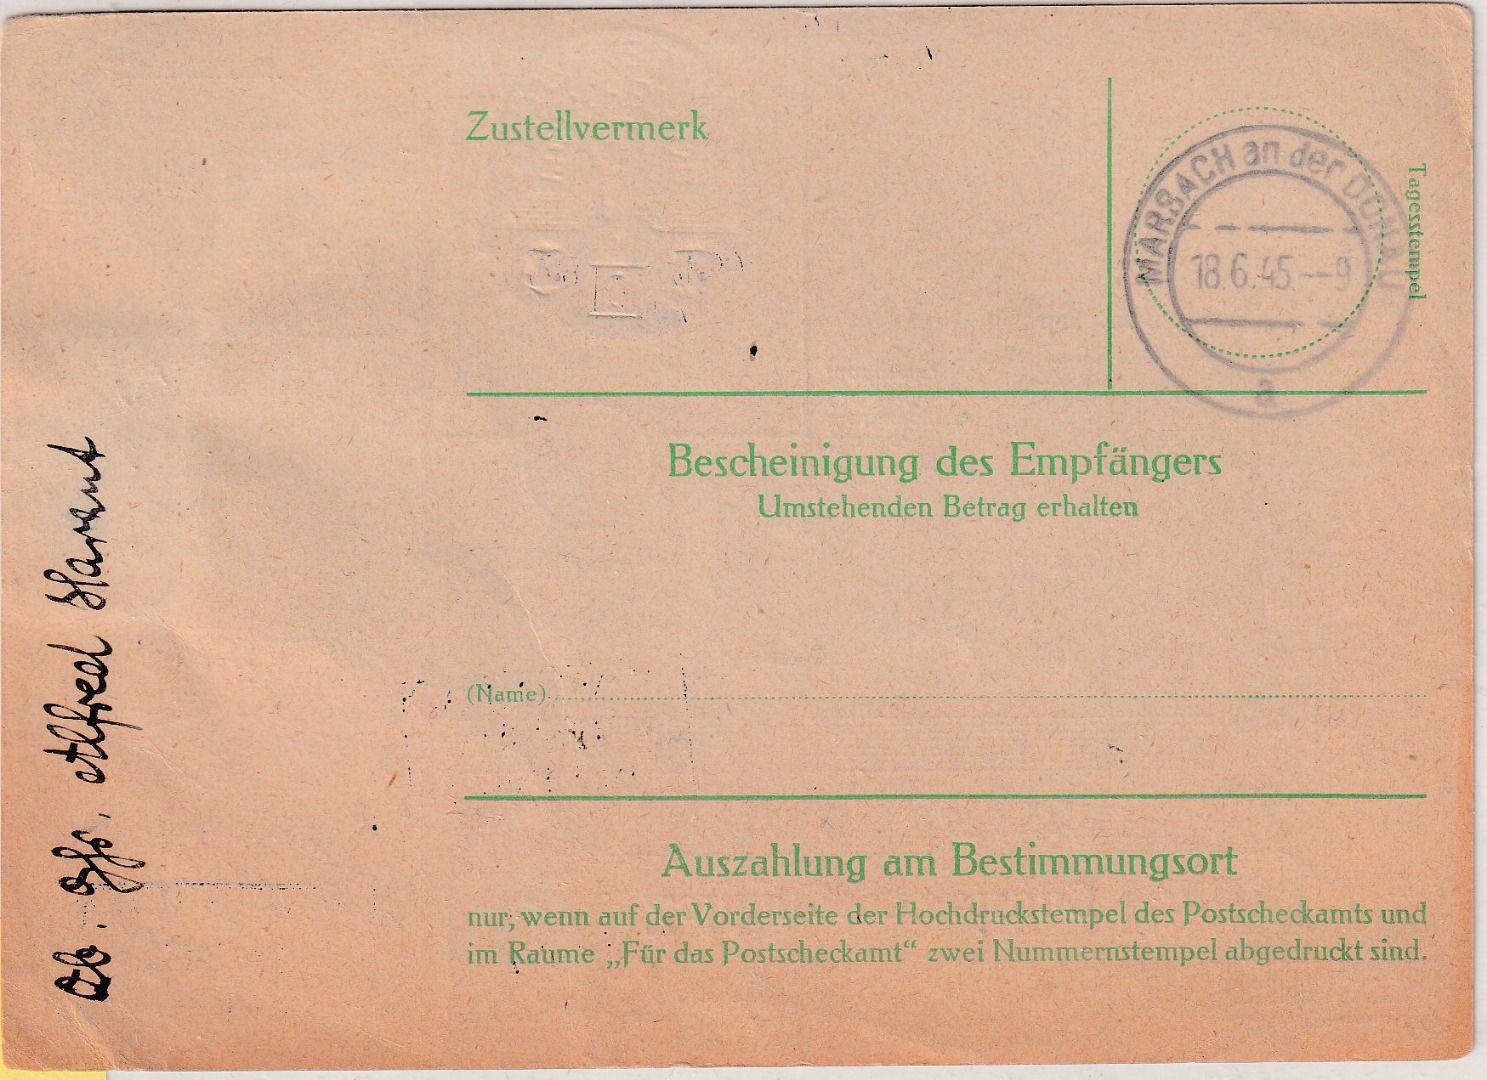 Zustellvermerk
Tagesstempel
MARSBACH an der DONAU
18.6.45.--9
a
Bescheinigung des Empfängers
Umstehenden Betrag erhalten
(Name)
Auszahlung am Bestimmungsort
nur, wenn auf der Vorderseite der Hochdruckstempel des Postscheckamts und
im Raume „Für das Postscheckamt“ zwei Nummernstempel abgedruckt sind.
Alfred